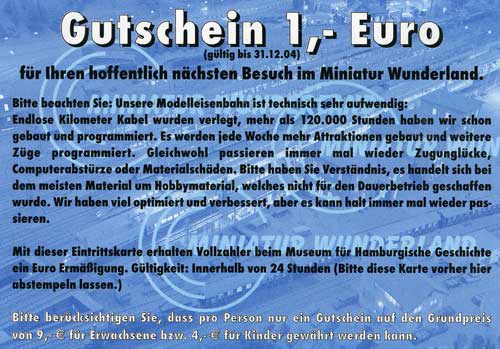 Gutschein 1,- Euro
(gültig bis 31.12.04)
für Ihren hoffentlich nächsten Besuch im Miniatur Wunderland.
Bitte beachten Sie: Unsere Modelleisenbahn ist technisch sehr aufwendig:
Endlose Kilometer Kabel wurden verlegt, mehr als 120.000 Stunden haben wir schon
gebaut und programmiert. Es werden jede Woche mehr Attraktionen gebaut und weitere
Züge programmiert. Gleichwohl passieren immer mal wieder Zugunglücke,
Computerabstürze oder Materialschäden. Bitte haben Sie Verständnis, es handelt sich bei
dem meisten Material um Hobbymaterial, welches nicht für den Dauerbetrieb geschaffen
wurde. Wir haben viel optimiert und verbessert, aber es kann halt immer mal wieder pas-
sieren.
MINIATUR WUNDERLAND
Mit dieser Eintrittskarte erhalten Vollzahler beim Museum für Hamburgische Geschichte
ein Euro Ermäßigung. Gültigkeit: Innerhalb von 24 Stunden (Bitte diese Karte vorher hier
abstempeln lassen.)
Bitte berücksichtigen Sie, dass pro Person nur ein Gutschein auf den Grundpreis
von 9,-€ für Erwachsene bzw. 4,-€ für Kinder gewährt werden kann.